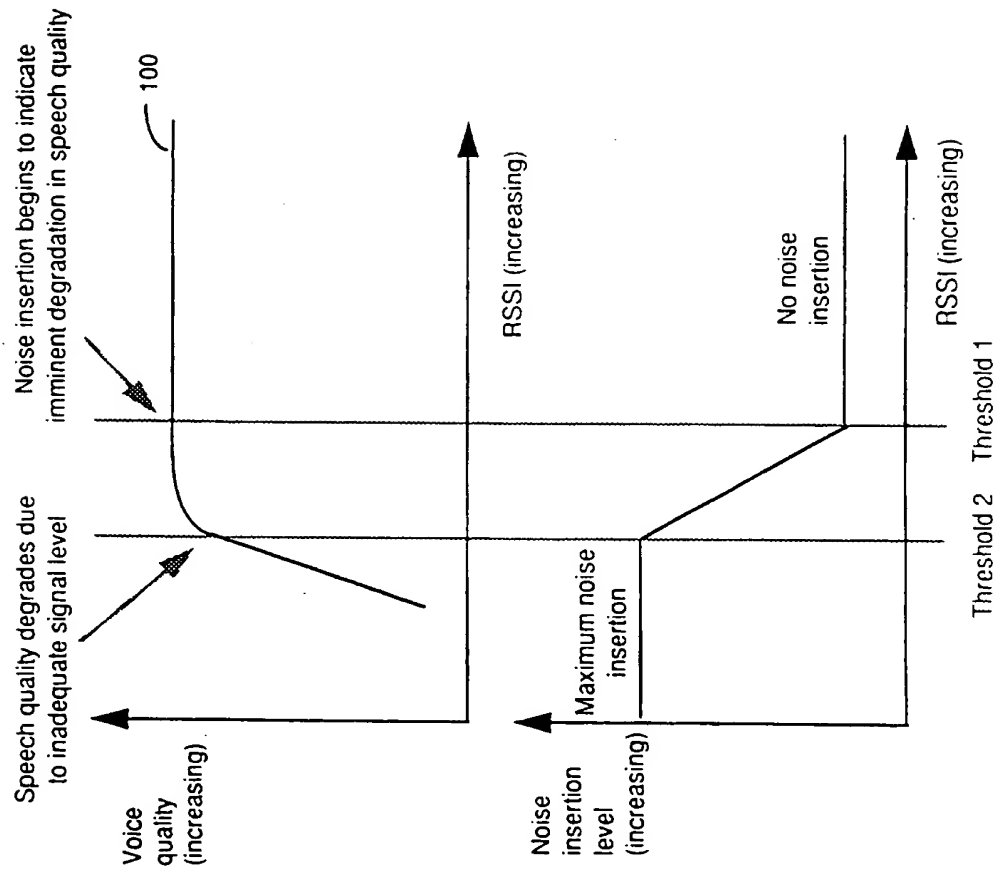 Speech quality degrades due
to inadequate signal level
Noise insertion begins to indicate
imminent degradation in speech quality
100
Voice
quality
(increasing)
RSSI (increasing)
Noise
insertion
level
(increasing)
Maximum noise
insertion
No noise
insertion
RSSI (increasing)
Threshold 2
Threshold 1